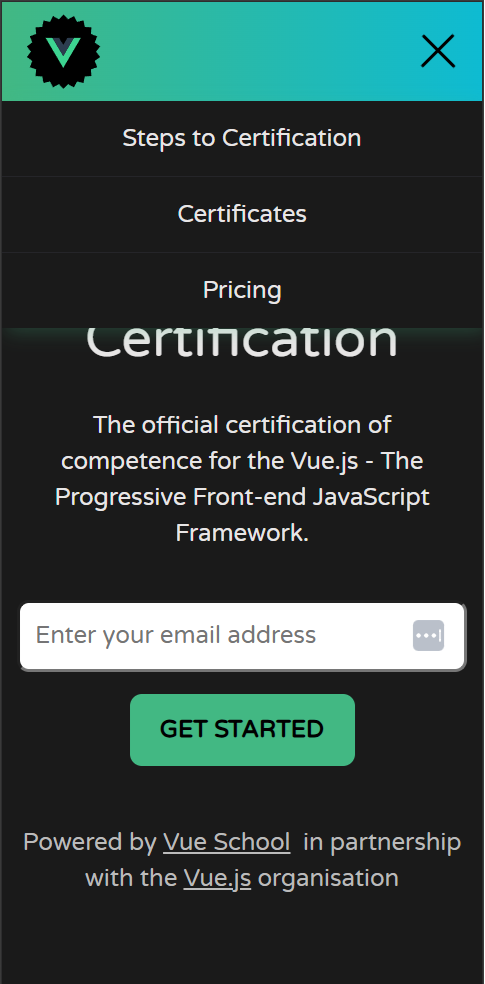 Steps to Certification
Certificates
Pricing
Certification
The official certification of
competence for the Vue.js - The
Progressive Front-end JavaScript
Framework.
Enter your email address
GET STARTED
Powered by Vue School in partnership
with the Vue.js organisation